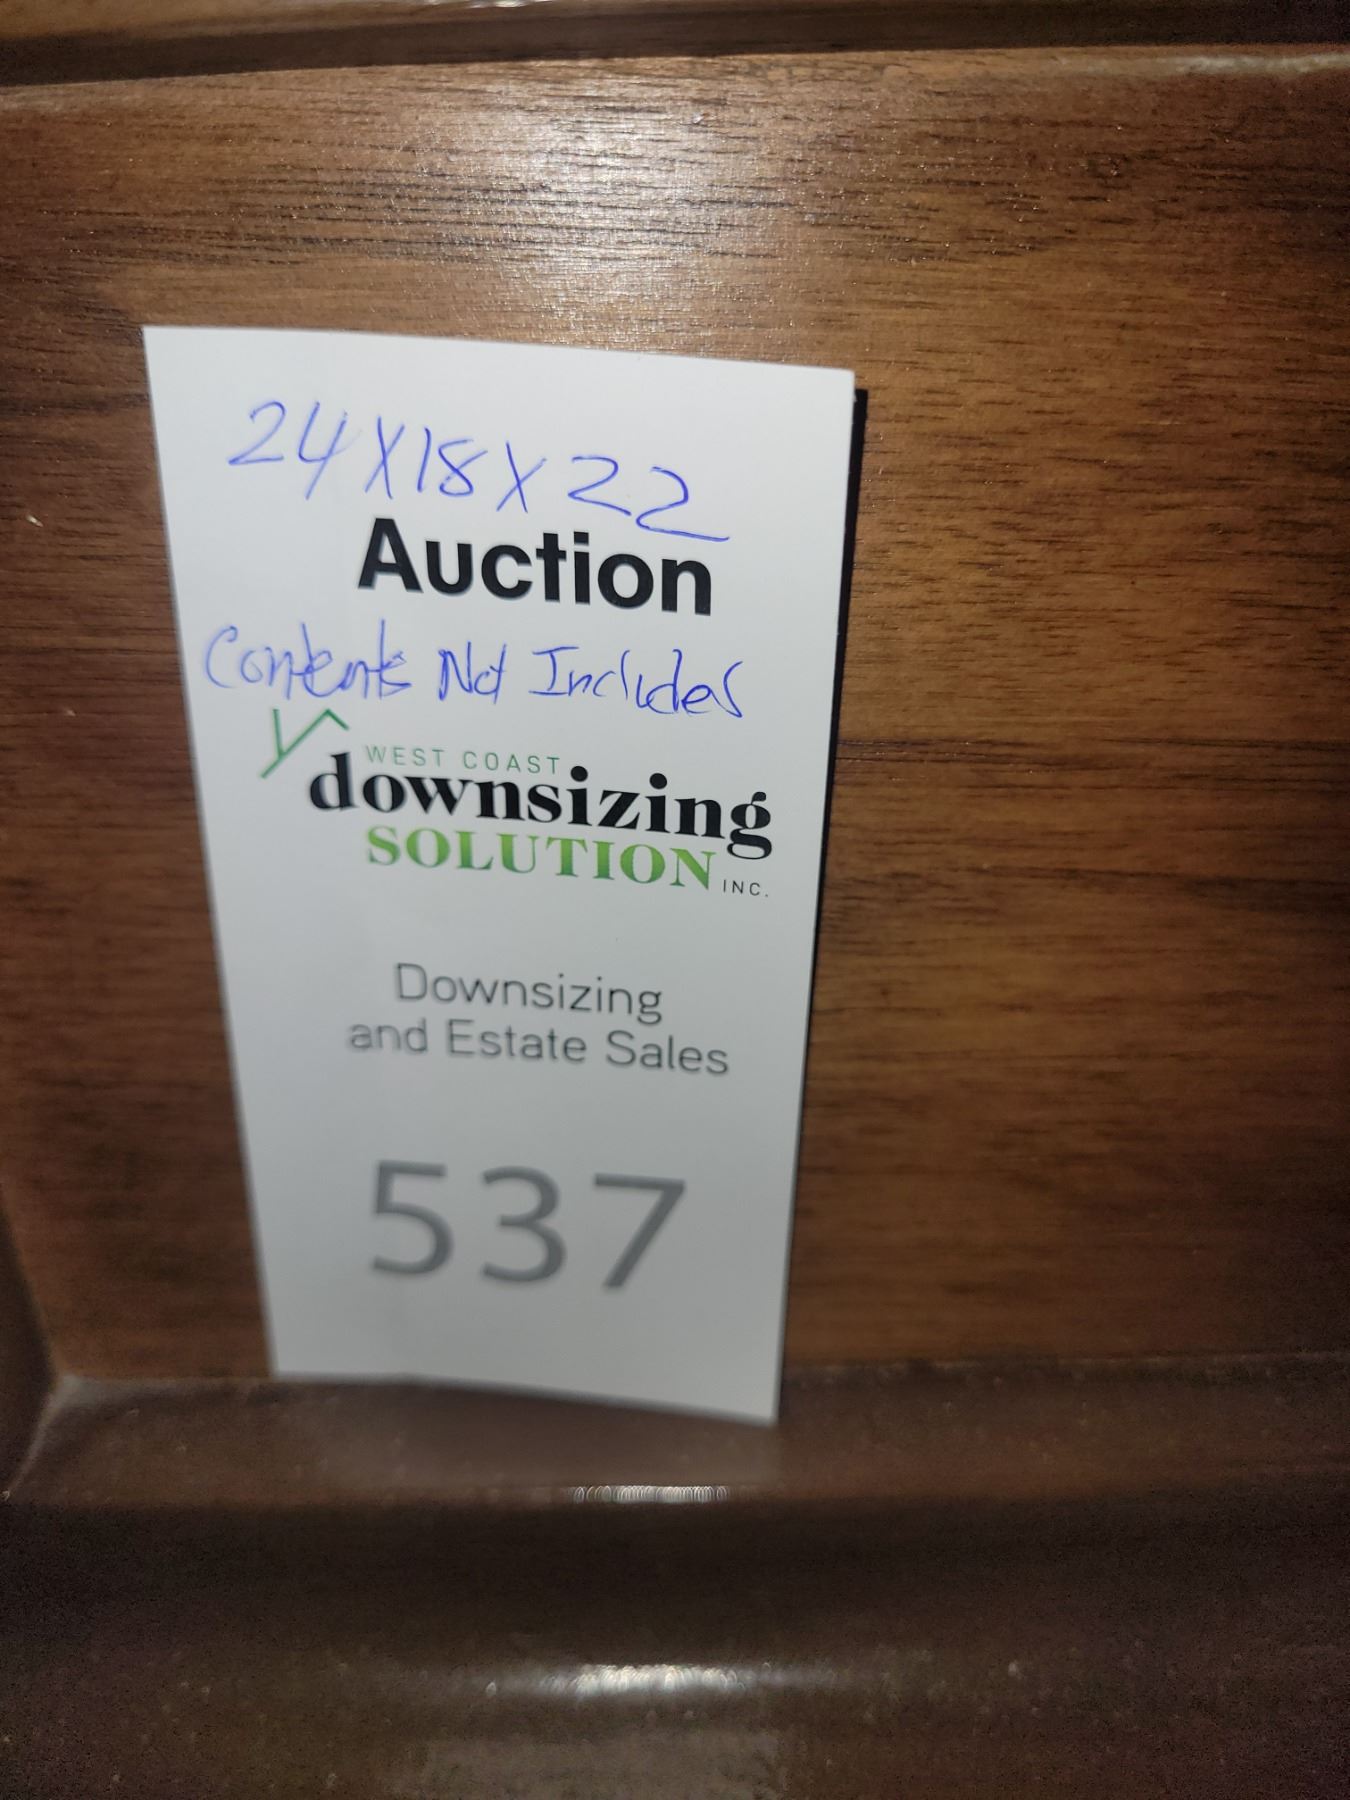 24X18X22
Auction
Contents Not Included
WEST COAST
downsizing
SOLUTION INC.
Downsizing
and Estate Sales
537